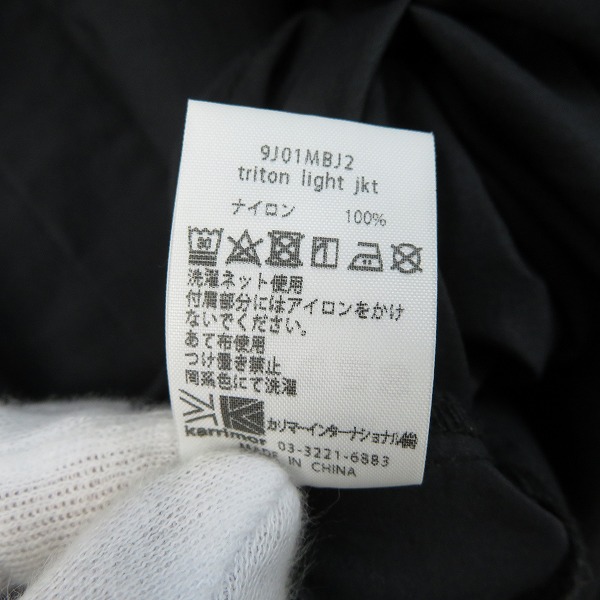 9J01MBJ2
triton light jkt
ナイロン 100%
30
洗濯ネット使用
付属部分にはアイロンをかけ
ないでください。
あて布使用
つけ置き禁止
同系色にて洗濯
カリマーインターナショナル㈱
karrimor 03-3221-6883
MADE IN CHINA